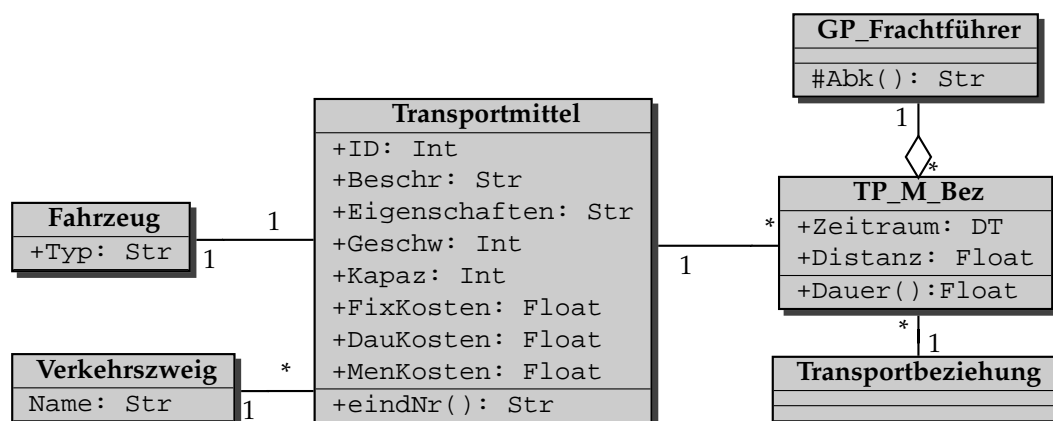 GP_Frachtführer
#Abk(): Str
1
*
Transportmittel
+ID: Int
+Beschr: Str
+Eigenschaften: Str
+Geschw: Int
+Kapaz: Int
+FixKosten: Float
+DauKosten: Float
+MenKosten: Float
+eindNr(): Str
Fahrzeug
+Typ: Str
1
1
Verkehrszweig
Name: Str
1
*
1
*
TP_M_Bez
+Zeitraum: DT
+Distanz: Float
+Dauer():Float
*
1
Transportbeziehung